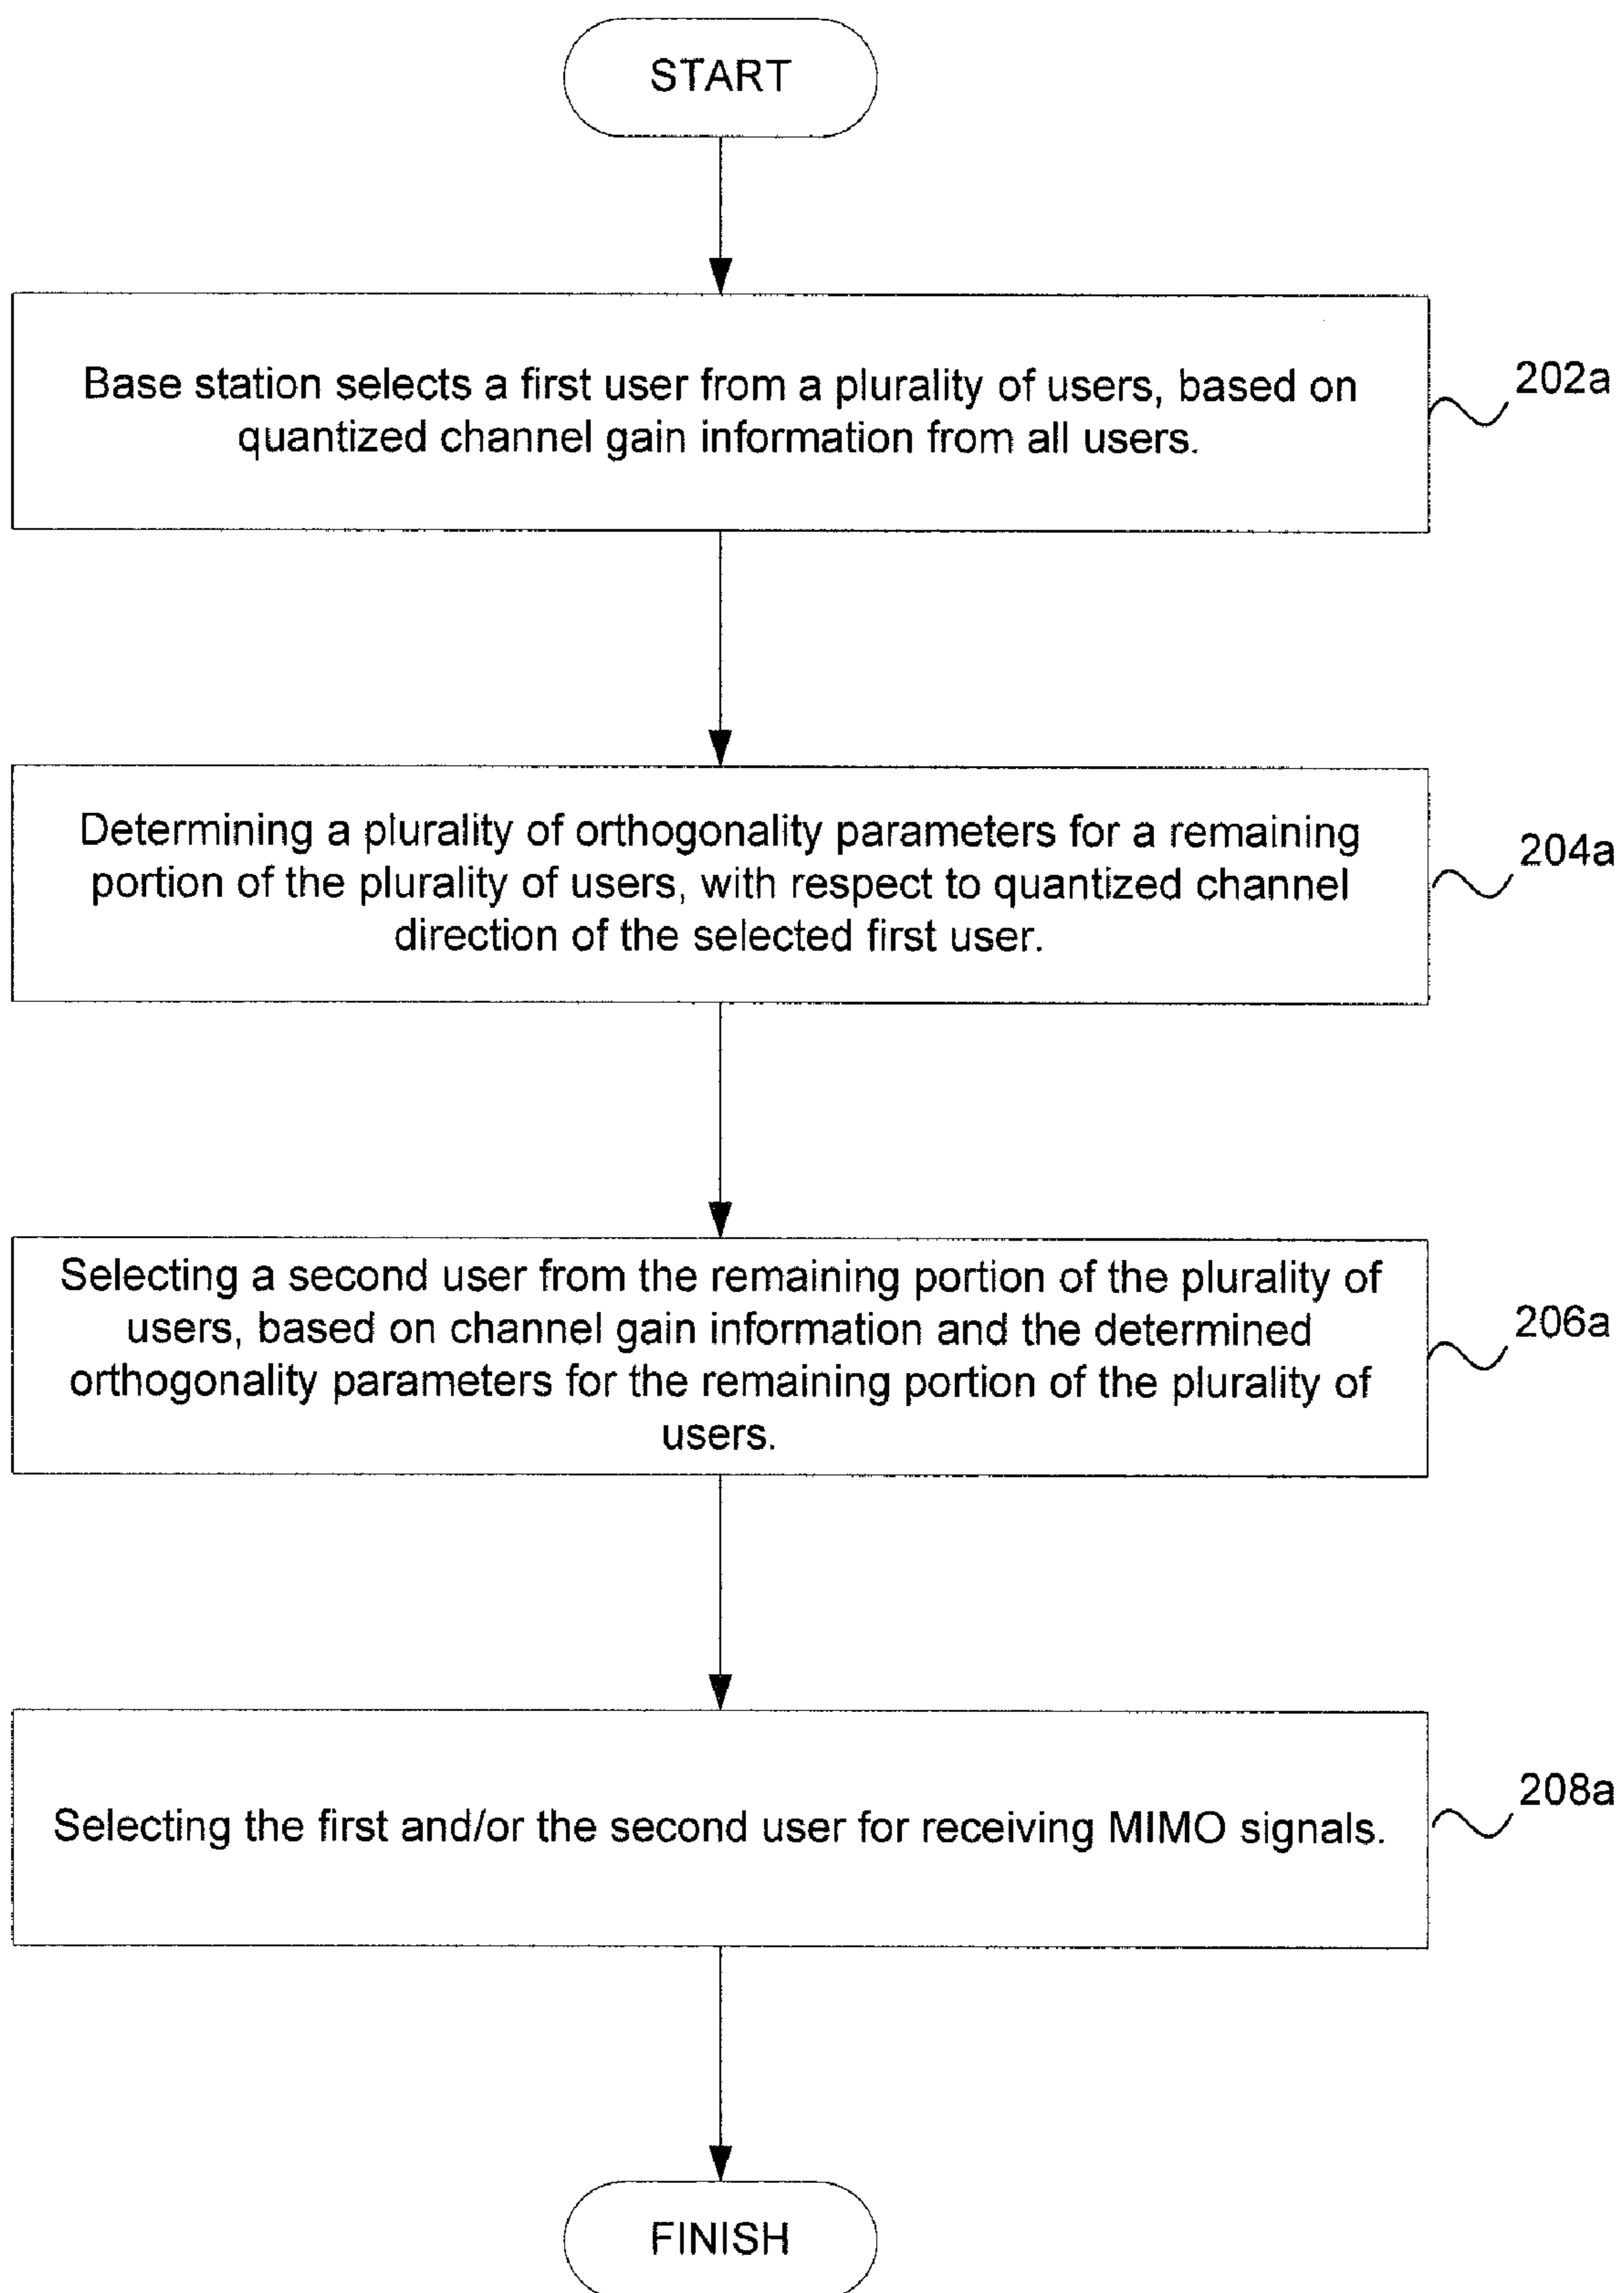 START
Base station selects a first user from a plurality of users, based on
quantized channel gain information from all users.
202a
Determining a plurality of orthogonality parameters for a remaining
portion of the plurality of users, with respect to quantized channel
direction of the selected first user.
204a
Selecting a second user from the remaining portion of the plurality of
users, based on channel gain information and the determined
orthogonality parameters for the remaining portion of the plurality of
users.
206a
Selecting the first and/or the second user for receiving MIMO signals.
208a
FINISH